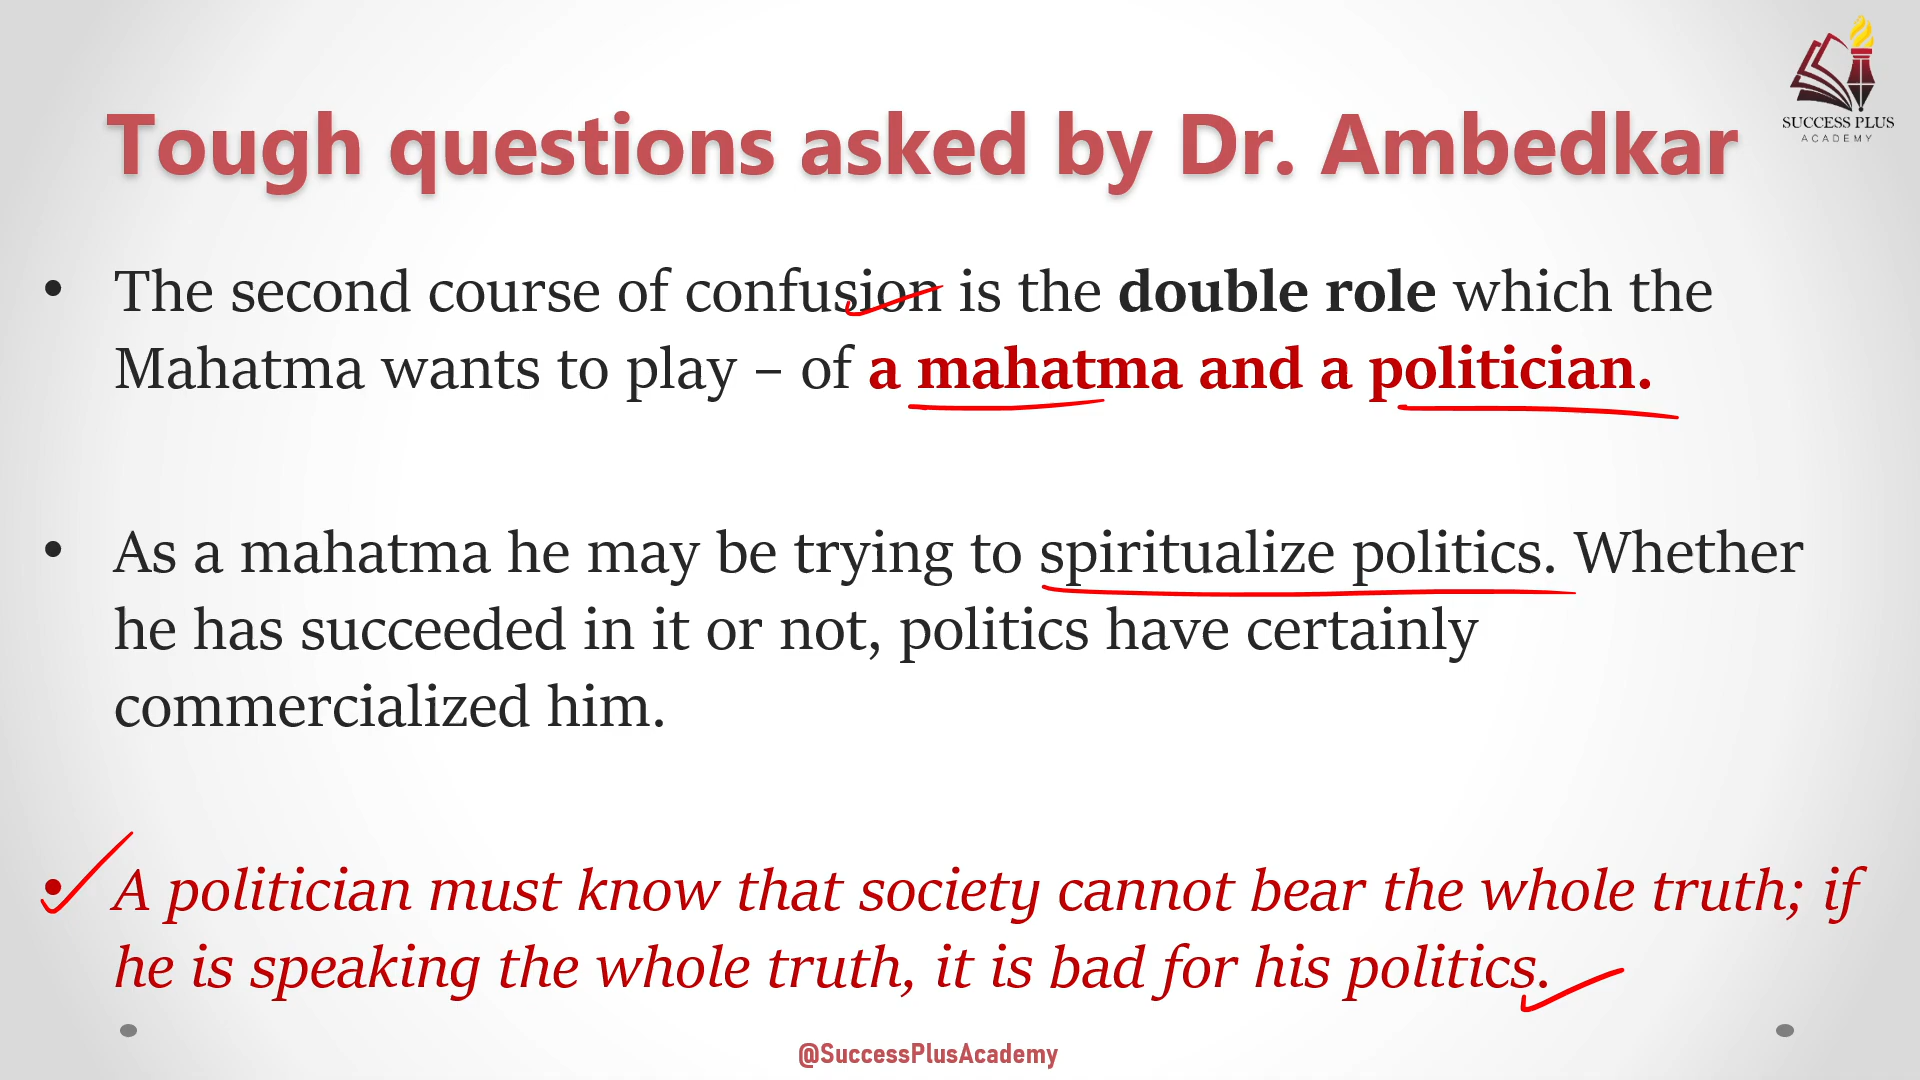 SUCCESS PLUS
ACADEMY
Tough questions asked by Dr. Ambedkar
• The second course of confusion is the double role which the
Mahatma wants to play – of a mahatma and a politician.
• As a mahatma he may be trying to spiritualize politics. Whether
he has succeeded in it or not, politics have certainly
commercialized him.
• A politician must know that society cannot bear the whole truth; if
he is speaking the whole truth, it is bad for his politics.
@SuccessPlusAcademy